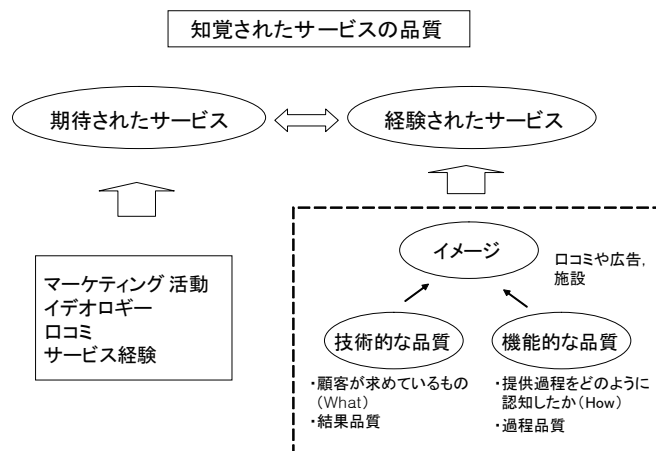 知覚されたサービスの品質
期待されたサービス
経験されたサービス
マーケティング 活動
イデオロギー
口コミ
サービス経験
イメージ
口コミや広告,
施設
技術的な品質
機能的な品質
・顧客が求めているもの
(What)
・結果品質
・提供過程をどのように
認知したか(How)
・過程品質